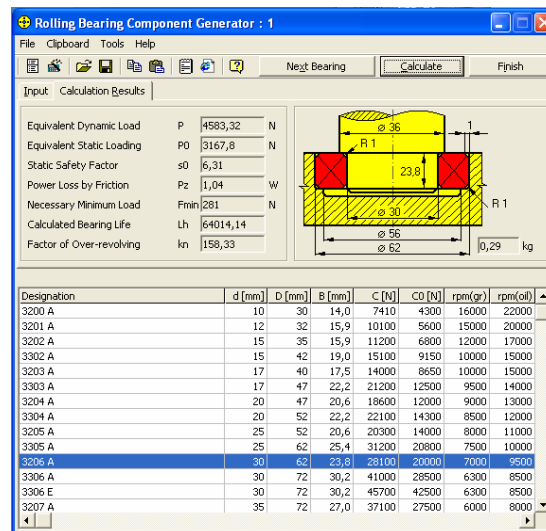 Rolling Bearing Component Generator : 1
File Clipboard Tools Help
Next Bearing Calculate Finish
Input Calculation Results
Equivalent Dynamic Load P 4583,32 N
Equivalent Static Loading P0 3167,8 N
Static Safety Factor s0 6,31
Power Loss by Friction Pz 1,04 W
Necessary Minimum Load Fmin 281 N
Calculated Bearing Life Lh 64014,14
Factor of Over-revolving kn 158,33
1
ø 36
R 1
23,8
R 1
ø 30
ø 56
ø 62
0,29 kg
Designation d [mm] D [mm] B [mm] C [N] C0 [N] rpm(gr) rpm(oil)
3200 A 10 30 14,0 7410 4300 16000 22000
3201 A 12 32 15,9 10100 5600 15000 20000
3202 A 15 35 15,9 11200 6800 12000 17000
3302 A 15 42 19,0 15100 9150 10000 15000
3203 A 17 40 17,5 14000 8650 10000 15000
3303 A 17 47 22,2 21200 12500 9500 14000
3204 A 20 47 20,6 18600 12000 9000 13000
3304 A 20 52 22,2 22100 14300 8500 12000
3205 A 25 52 20,6 20300 14000 8000 11000
3305 A 25 62 25,4 31200 20800 7500 10000
3206 A 30 62 23,8 28100 20000 7000 9500
3306 A 30 72 30,2 41000 28500 6300 8500
3306 E 30 72 30,2 45700 42500 6300 8500
3207 A 35 72 27,0 37100 27500 6000 8000